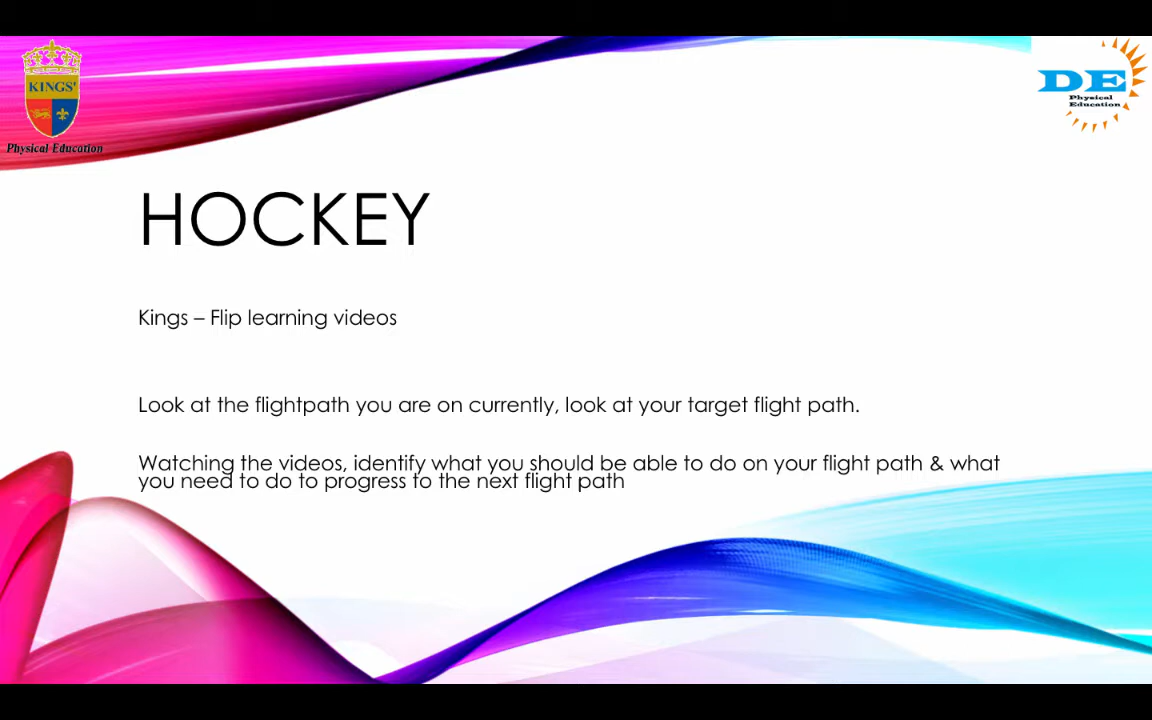 KINGS'
Physical Education
DE
Physical
Education
HOCKEY
Kings – Flip learning videos
Look at the flightpath you are on currently, look at your target flight path.
Watching the videos, identify what you should be able to do on your flight path & what
you need to do to progress to the next flight path